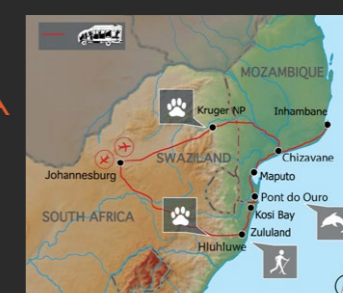 MOZAMBIQUE
Kruger NP
Inhambane
SWAZILAND
Chizavane
Johannesburg
Maputo
Pont do Ouro
Kosi Bay
SOUTH AFRICA
Zululand
Hluhluwe